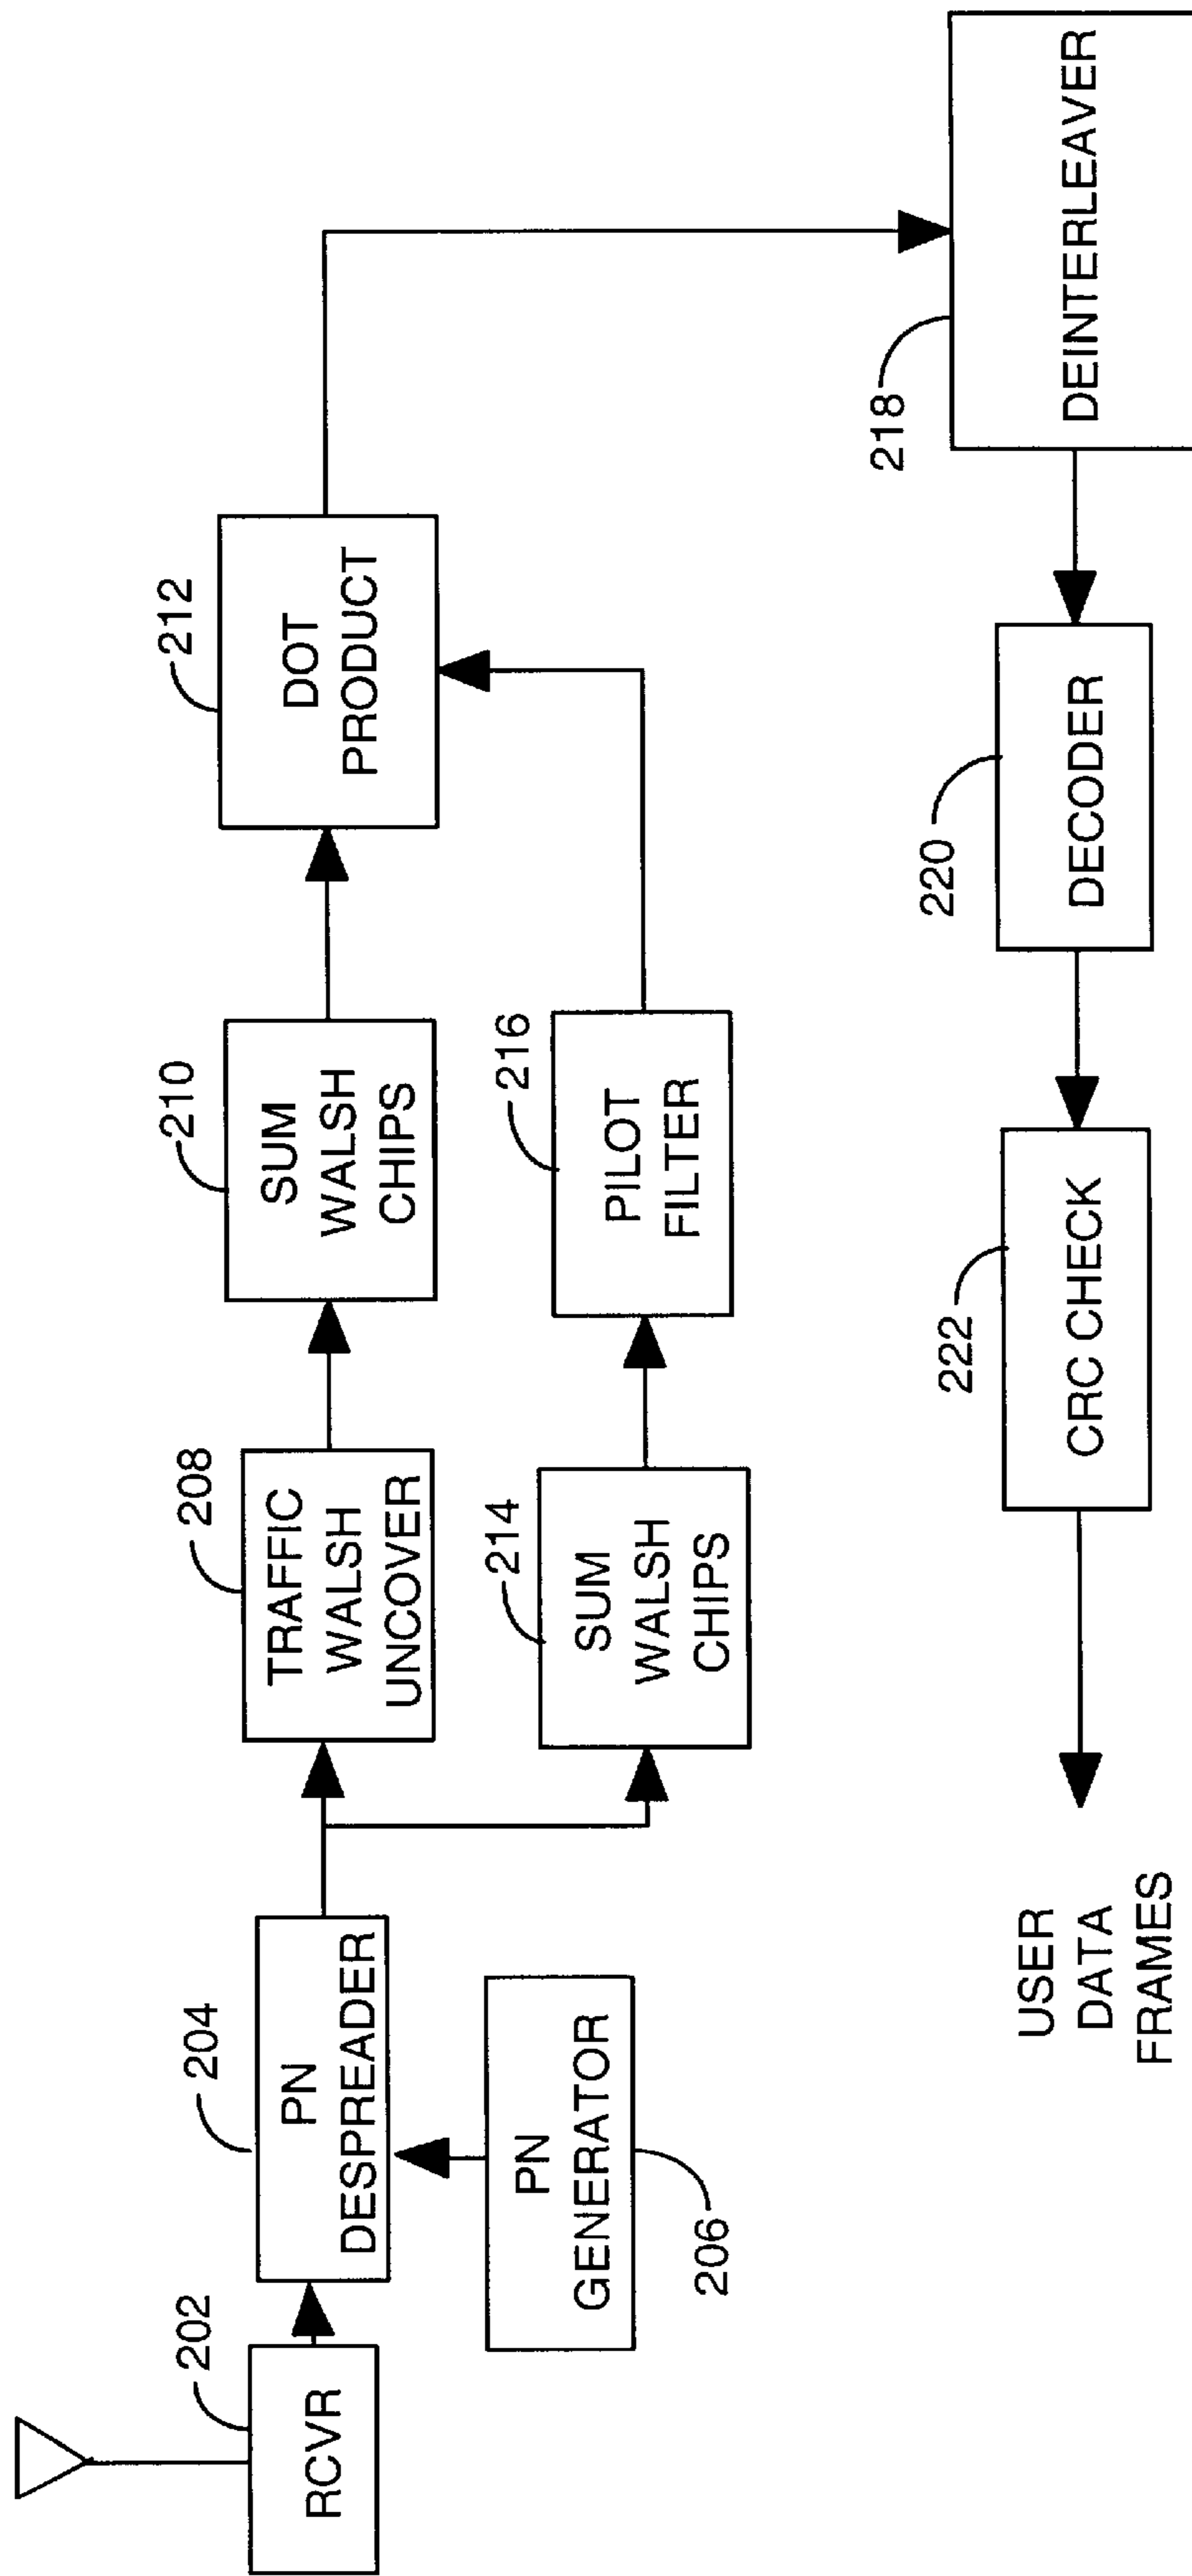 202
RCVR
204
PN
DESPREADER
PN
GENERATOR
206
208
TRAFFIC
WALSH
UNCOVER
210
SUM
WALSH
CHIPS
212
DOT
PRODUCT
214
SUM
WALSH
CHIPS
216
PILOT
FILTER
218
DEINTERLEAVER
220
DECODER
222
CRC CHECK
USER
DATA
FRAMES